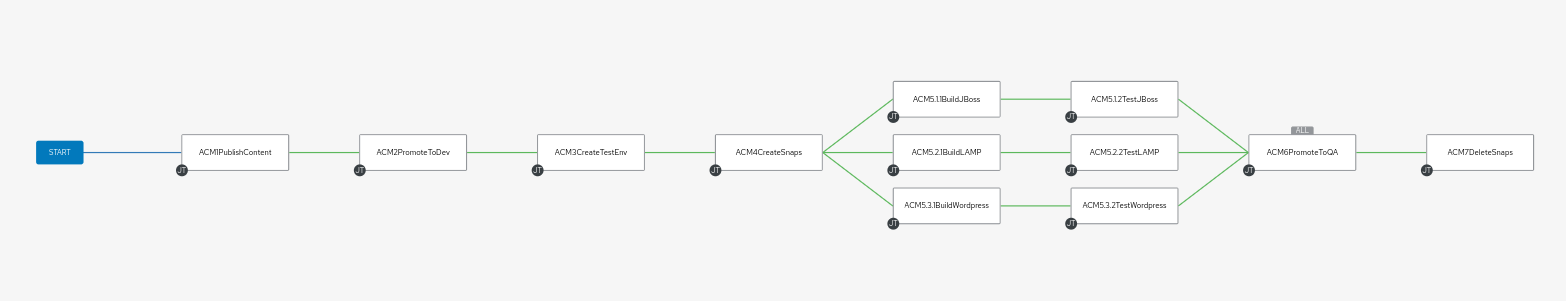 START
ACM1PublishContent
JT
ACM2PromoteToDev
JT
ACM3CreateTestEnv
JT
ACM4CreateSnaps
JT
ACM5.1.1BuildJBoss
JT
ACM5.1.2TestJBoss
JT
ACM5.2.1BuildLAMP
JT
ACM5.2.2TestLAMP
JT
ACM5.3.1BuildWordpress
JT
ACM5.3.2TestWordpress
JT
ALL
ACM6PromoteToQA
JT
ACM7DeleteSnaps
JT